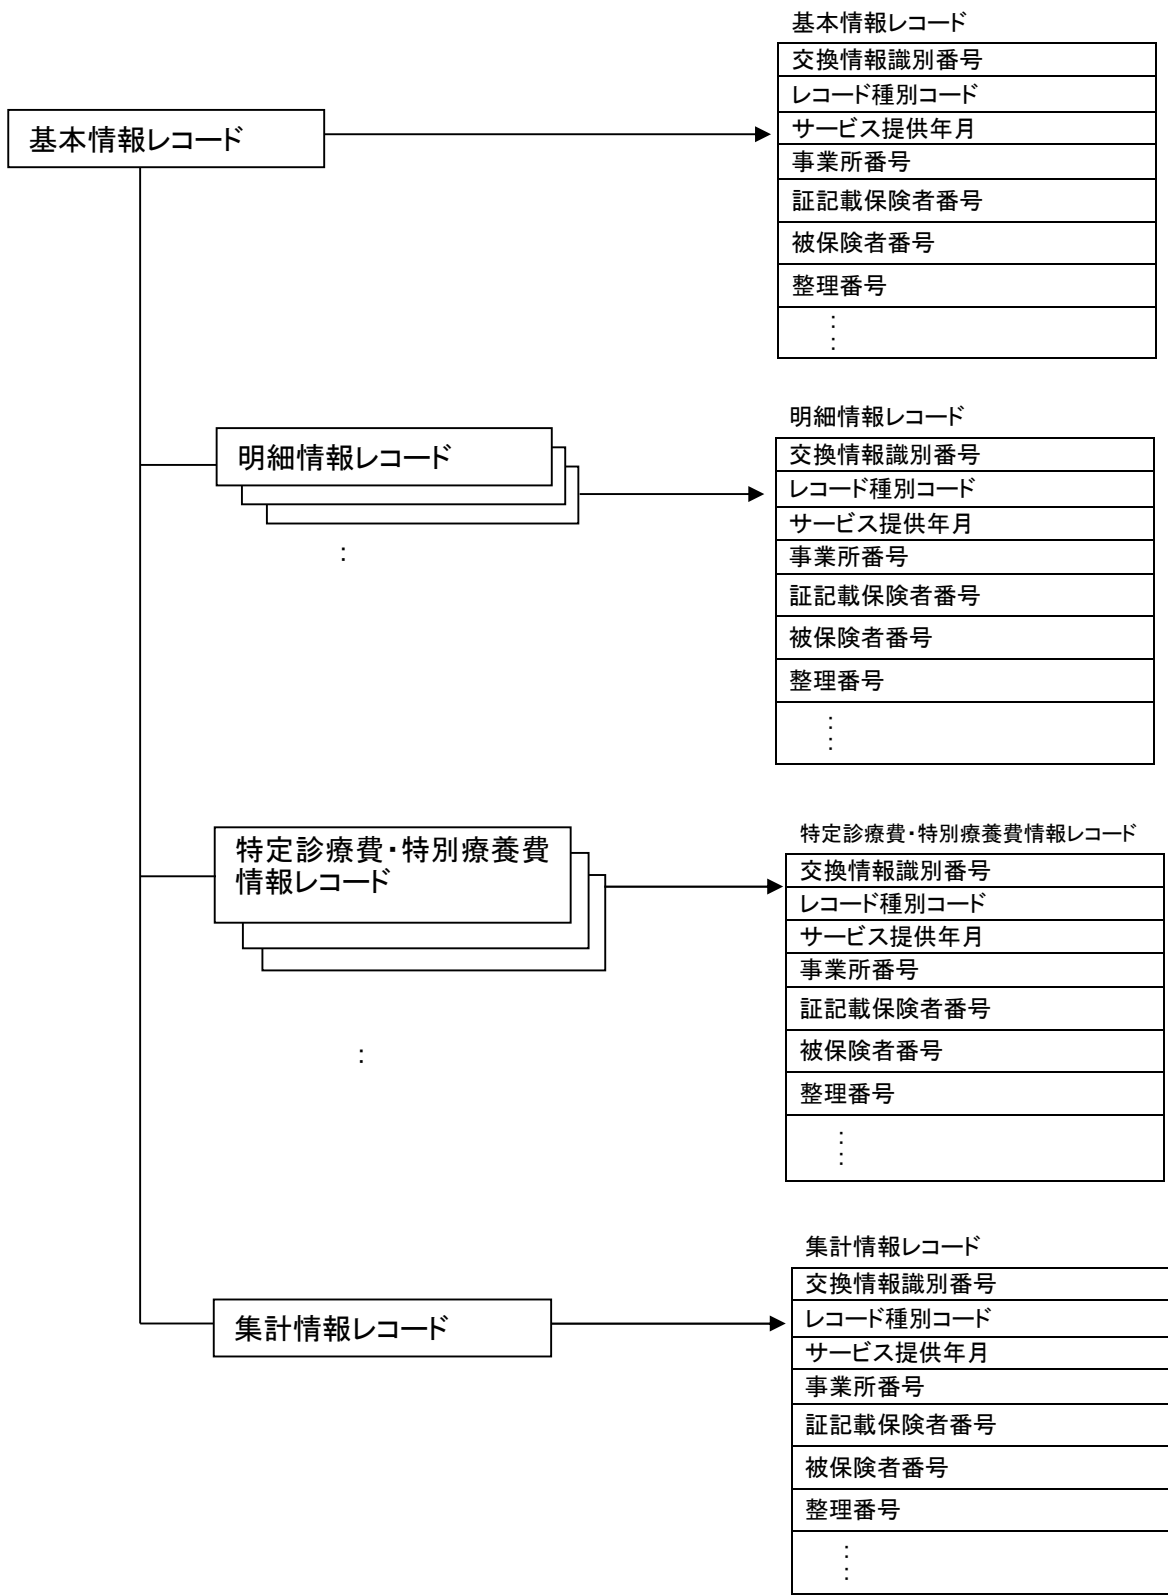 基本情報レコード
基本情報レコード
交換情報識別番号
レコード種別コード
サービス提供年月
事業所番号
証記載保険者番号
被保険者番号
整理番号
:
:
明細情報レコード
:
明細情報レコード
交換情報識別番号
レコード種別コード
サービス提供年月
事業所番号
証記載保険者番号
被保険者番号
整理番号
:
:
特定診療費・特別療養費
情報レコード
:
特定診療費・特別療養費情報レコード
交換情報識別番号
レコード種別コード
サービス提供年月
事業所番号
証記載保険者番号
被保険者番号
整理番号
:
:
集計情報レコード
集計情報レコード
交換情報識別番号
レコード種別コード
サービス提供年月
事業所番号
証記載保険者番号
被保険者番号
整理番号
:
: